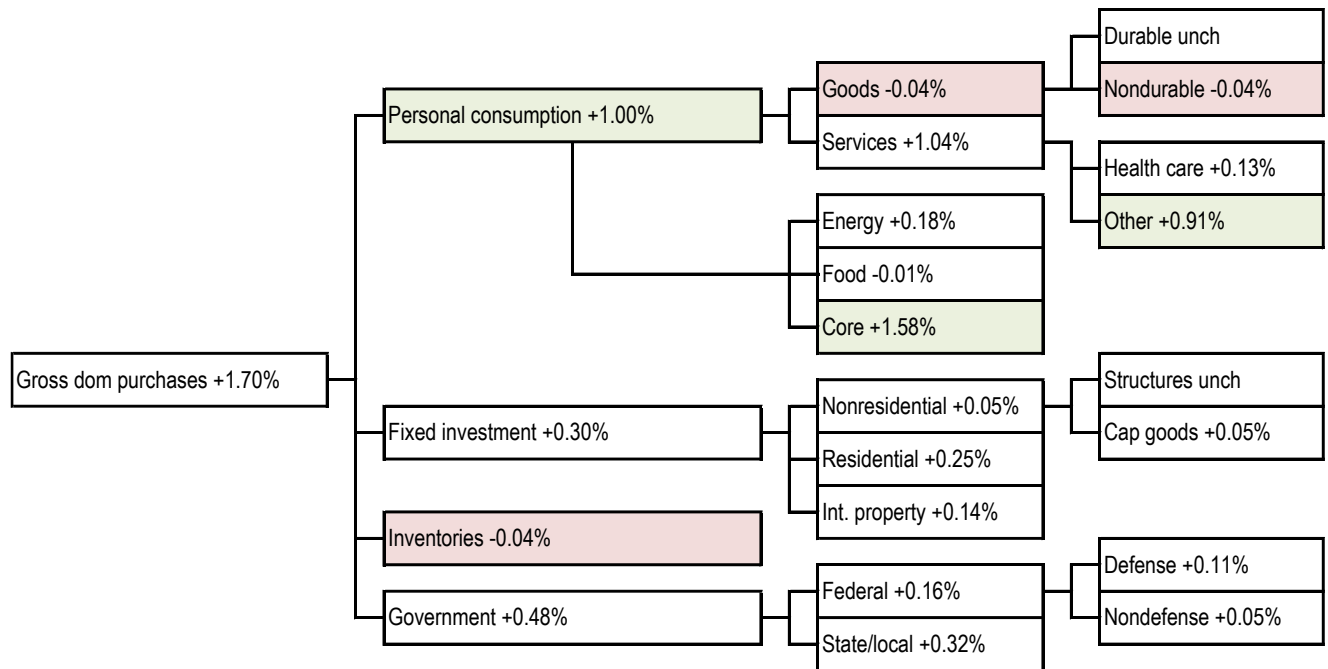 Gross dom purchases +1.70%
Personal consumption +1.00%
Goods -0.04%
Durable unch
Nondurable -0.04%
Services +1.04%
Health care +0.13%
Other +0.91%
Energy +0.18%
Food -0.01%
Core +1.58%
Fixed investment +0.30%
Nonresidential +0.05%
Structures unch
Cap goods +0.05%
Residential +0.25%
Int. property +0.14%
Inventories -0.04%
Government +0.48%
Federal +0.16%
Defense +0.11%
Nondefense +0.05%
State/local +0.32%